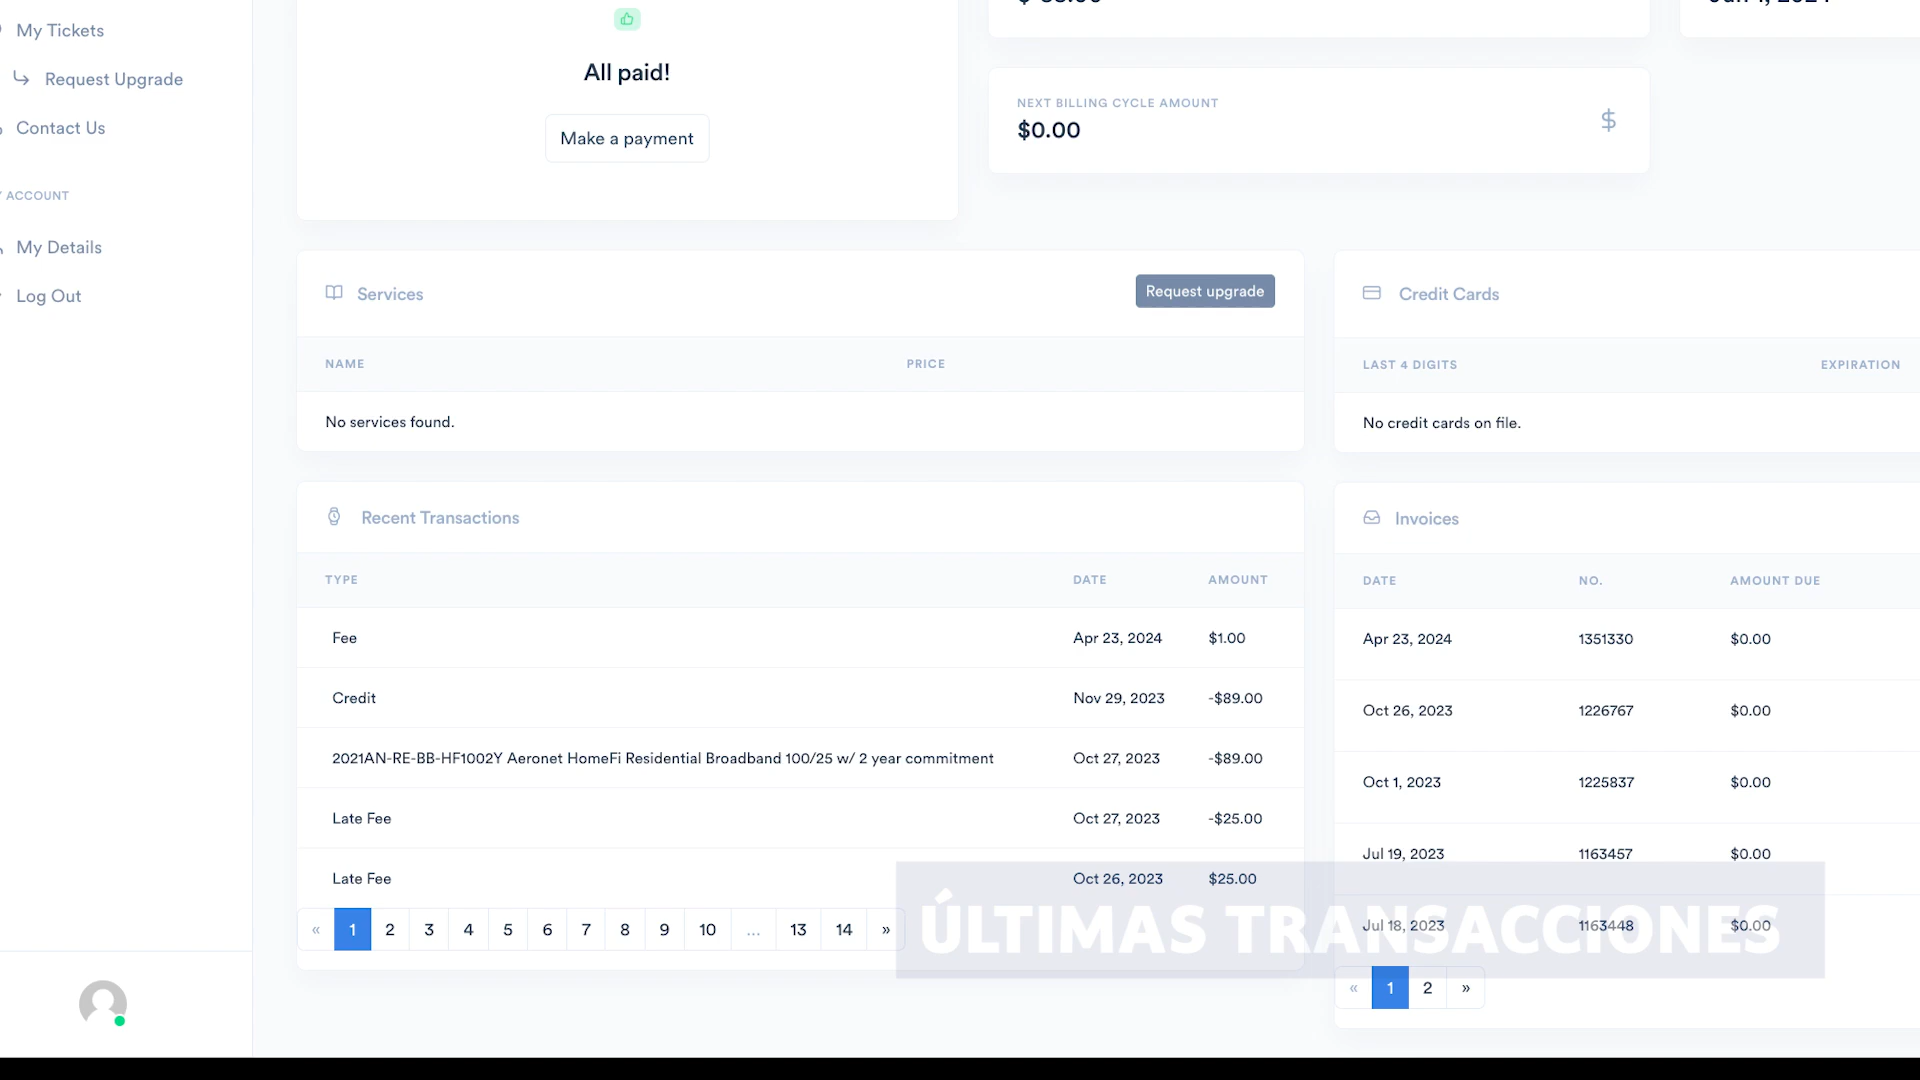 My Tickets
Request Upgrade
Contact Us
ACCOUNT
My Details
Log Out
All paid!
Make a payment
NEXT BILLING CYCLE AMOUNT
$0.00
$
Services
Request upgrade
NAME PRICE
No services found.
Credit Cards
LAST 4 DIGITS EXPIRATION
No credit cards on file.
Recent Transactions
TYPE DATE AMOUNT
Fee Apr 23, 2024 $1.00
Credit Nov 29, 2023 -$89.00
2021AN-RE-BB-HF1002Y Aeronet HomeFi Residential Broadband 100/25 w/ 2 year commitment Oct 27, 2023 -$89.00
Late Fee Oct 27, 2023 -$25.00
Late Fee Oct 26, 2023 $25.00
« 1 2 3 4 5 6 7 8 9 10 ... 13 14 »
Invoices
DATE NO. AMOUNT DUE
Apr 23, 2024 1351330 $0.00
Oct 26, 2023 1226767 $0.00
Oct 1, 2023 1225837 $0.00
Jul 19, 2023 1163457 $0.00
Jul 18, 2023 1163448 $0.00
« 1 2 »
ÚLTIMAS TRANSACCIONES